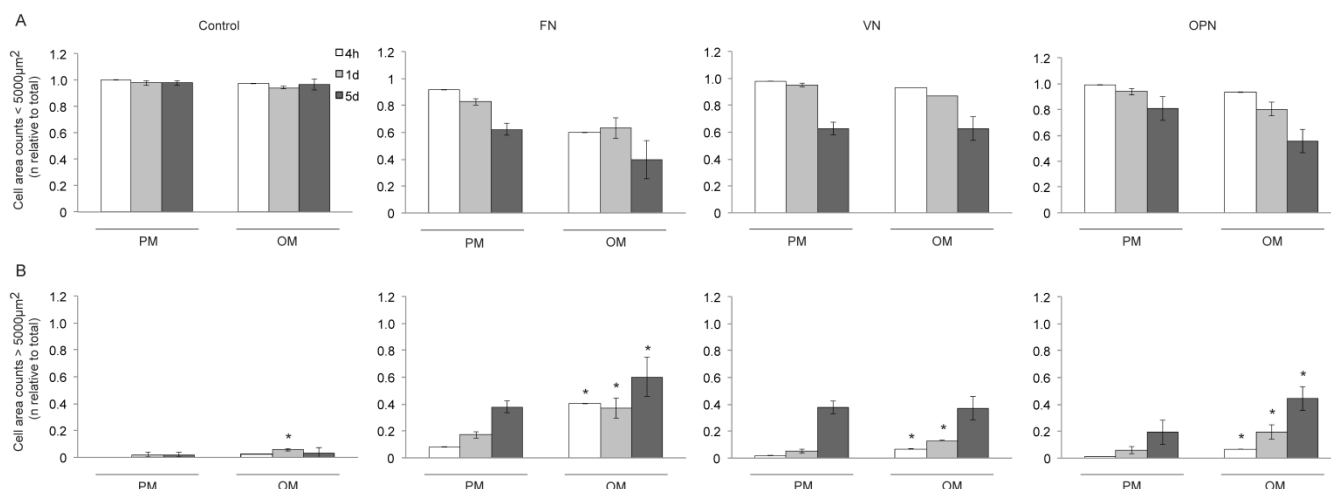 A
Control
FN
VN
OPN
Cell area counts < 5000µm²
(n relative to total)
1.2
1.0
0.8
0.6
0.4
0.2
0
4h
1d
5d
PM
OM
1.2
1.0
0.8
0.6
0.4
0.2
0
PM
OM
1.2
1.0
0.8
0.6
0.4
0.2
0
PM
OM
1.2
1.0
0.8
0.6
0.4
0.2
0
PM
OM
B
Cell area counts > 5000µm²
(n relative to total)
1.2
1.0
0.8
0.6
0.4
0.2
0
*
PM
OM
1.2
1.0
0.8
0.6
0.4
0.2
0
* * *
PM
OM
1.2
1.0
0.8
0.6
0.4
0.2
0
* *
PM
OM
1.2
1.0
0.8
0.6
0.4
0.2
0
* * *
PM
OM